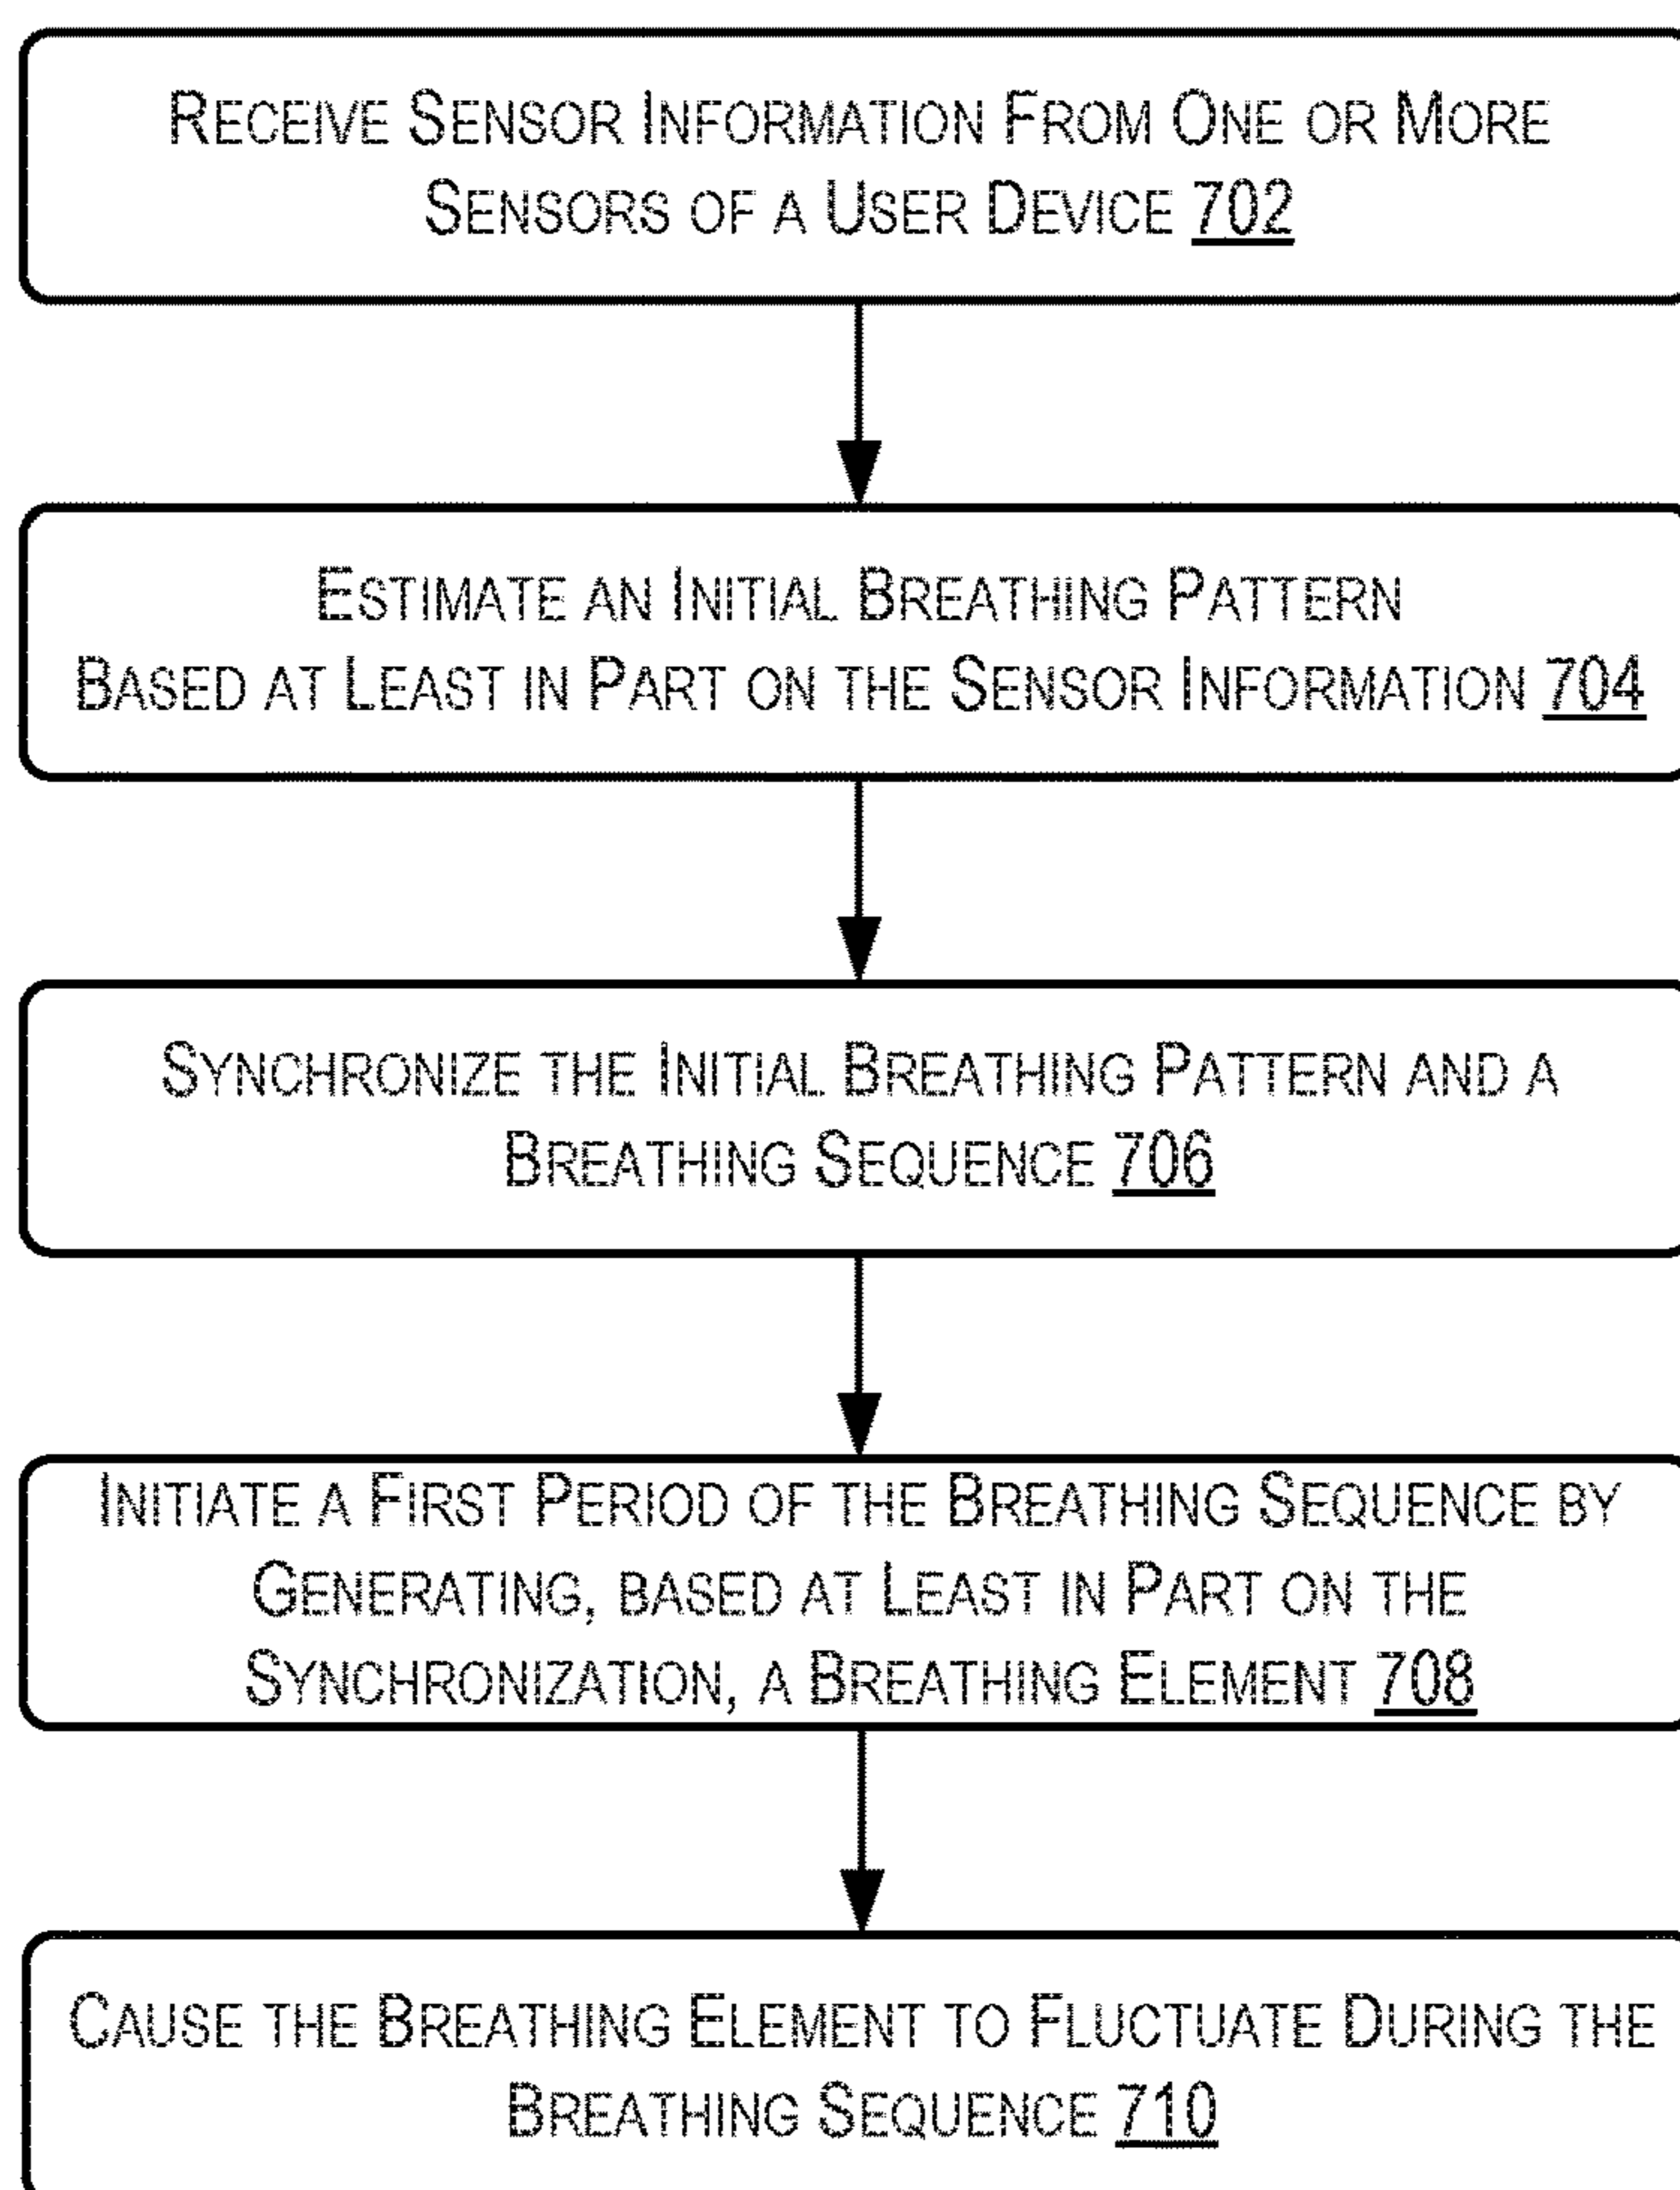 RECEIVE SENSOR INFORMATION FROM ONE OR MORE
SENSORS OF A USER DEVICE 702
ESTIMATE AN INITIAL BREATHING PATTERN
BASED AT LEAST IN PART ON THE SENSOR INFORMATION 704
SYNCHRONIZE THE INITIAL BREATHING PATTERN AND A
BREATHING SEQUENCE 706
INITIATE A FIRST PERIOD OF THE BREATHING SEQUENCE BY
GENERATING, BASED AT LEAST IN PART ON THE
SYNCHRONIZATION, A BREATHING ELEMENT 708
CAUSE THE BREATHING ELEMENT TO FLUCTUATE DURING THE
BREATHING SEQUENCE 710